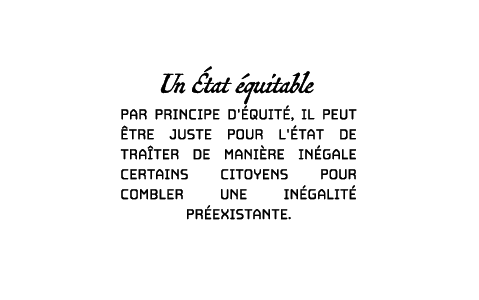 Un État équitable
PAR PRINCIPE D'ÉQUITÉ, IL PEUT
ÊTRE JUSTE POUR L'ÉTAT DE
TRAÎTER DE MANIÈRE INÉGALE
CERTAINS CITOYENS POUR
COMBLER UNE INÉGALITÉ
PRÉEXISTANTE.